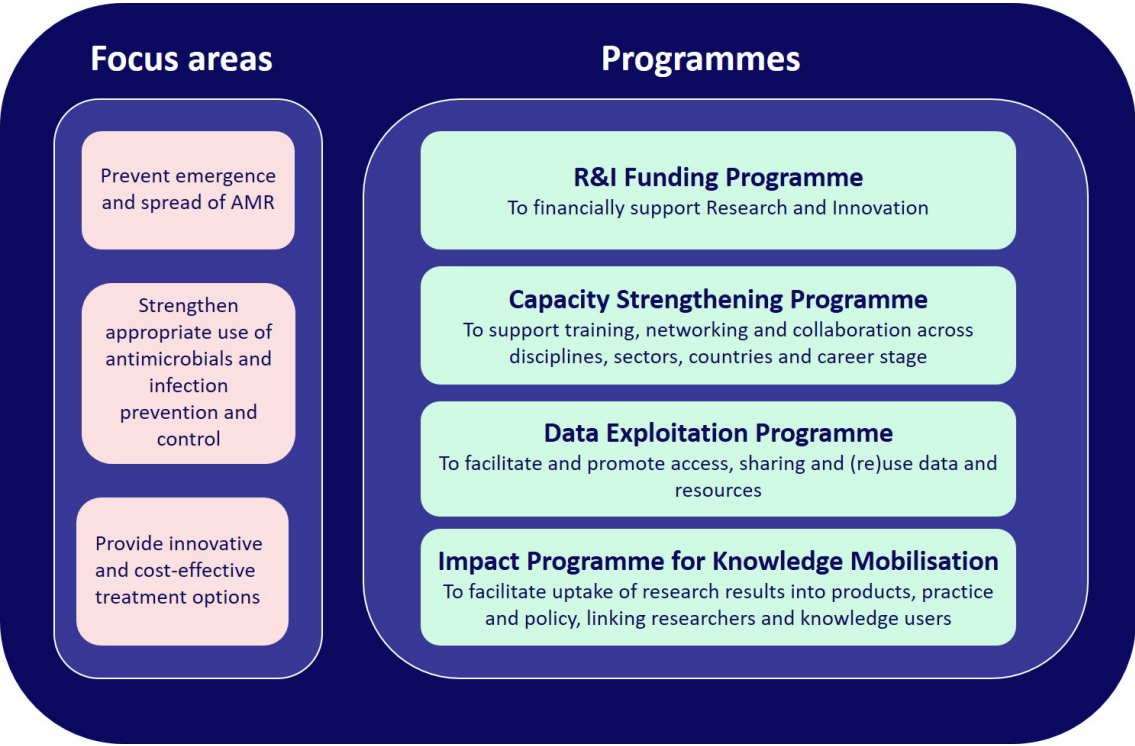 Focus areas
Prevent emergence
and spread of AMR
Strengthen
appropriate use of
antimicrobials and
infection
prevention and
control
Provide innovative
and cost-effective
treatment options
Programmes
R&I Funding Programme
To financially support Research and Innovation
Capacity Strengthening Programme
To support training, networking and collaboration across
disciplines, sectors, countries and career stage
Data Exploitation Programme
To facilitate and promote access, sharing and (re)use data and
resources
Impact Programme for Knowledge Mobilisation
To facilitate uptake of research results into products, practice
and policy, linking researchers and knowledge users